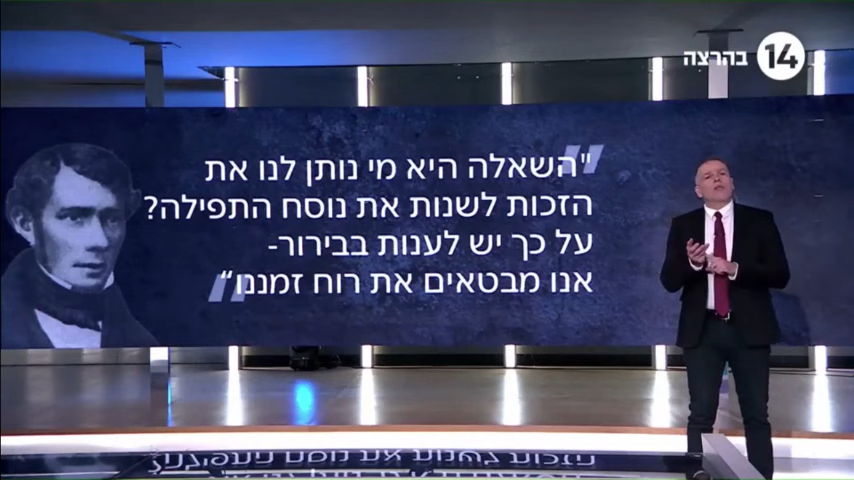 בהרצה 14
"השאלה היא מי נותן לנו את
הזכות לשנות את נוסח התפילה?
על כך יש לענות בבירור-
אנו מבטאים את רוח זמננו"